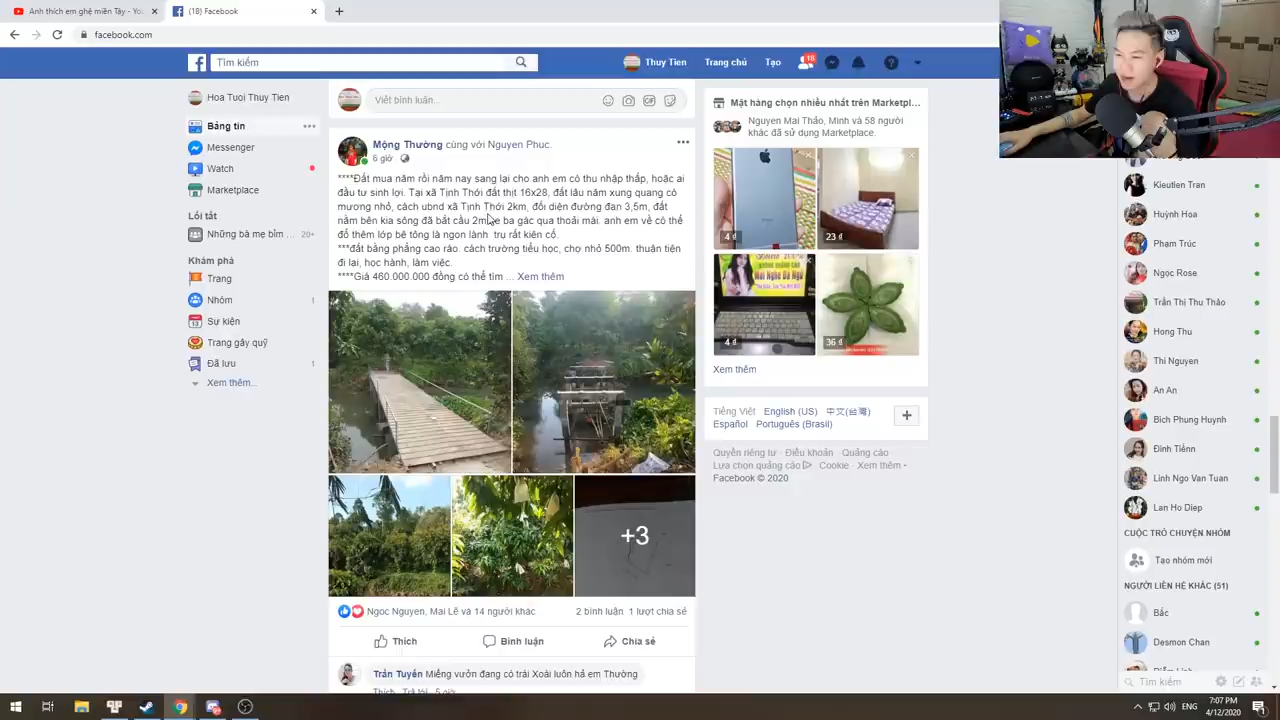 Anh thích em ghệ miền Tây - Yo
(18) Facebook
facebook.com
Tìm kiếm
Thuy Tien
Trang chủ
Tạo
18
Hoa Tuoi Thuy Tien
Bảng tin
Messenger
Watch
Marketplace
Lối tắt
Những bà mẹ bỉm ...
20+
Khám phá
Trang
Nhóm
1
Sự kiện
Trang gây quỹ
Đã lưu
1
Xem thêm...
Viết bình luận...
Mộng Thường cùng với Nguyen Phuc.
6 giờ
****Đất mua năm rồi năm nay sang lại cho anh em có thu nhập thấp, hoặc ai
đầu tư sinh lợi. Tại xã Tịnh Thới đất thịt 16x28, đất lâu năm xung quang có
mương nhỏ, cách ubnd xã Tịnh Thới 2km, đối diện đường đan 3,5m, đất
nằm bên kia sông đã bắt cầu 2m xe ba gác qua thoải mái. anh em về có thể
đổ thêm lớp bê tông là ngon lành trụ rất kiên cố.
***đất bằng phẳng cao ráo. cách trường tiểu học, chợ nhỏ 500m. thuận tiện
đi lại, học hành, làm việc.
****Giá 460.000.000 đồng có thể tìm ... Xem thêm
+3
Ngoc Nguyen, Mai Lê và 14 người khác
2 bình luận 1 lượt chia sẻ
Thích
Bình luận
Chia sẻ
Trần Tuyến Miếng vườn đang có trái Xoài luôn hả em Thường
Thích · Trả lời · 5 giờ
Mặt hàng chọn nhiều nhất trên Marketpl...
Nguyen Mai Thảo, Minh và 58 người
khác đã sử dụng Marketplace.
4 ₫
23 ₫
4 ₫
36 ₫
Xem thêm
Tiếng Việt · English (US) · 中文(台灣) ·
Español · Português (Brasil)
Quyền riêng tư · Điều khoản · Quảng cáo ·
Lựa chọn quảng cáo · Cookie · Xem thêm
Facebook © 2020
Kieutien Tran
Huỳnh Hoa
Phạm Trúc
Ngọc Rose
Trần Thị Thu Thảo
Hong Thu
Thi Nguyen
An An
Bich Phung Huynh
Đình Tiềnn
Linh Ngo Van Tuan
Lan Ho Diep
CUỘC TRÒ CHUYỆN NHÓM
Tạo nhóm mới
NGƯỜI LIÊN HỆ KHÁC (51)
Bắc
Desmon Chan
Tìm kiếm
ENG
7:07 PM
4/12/2020